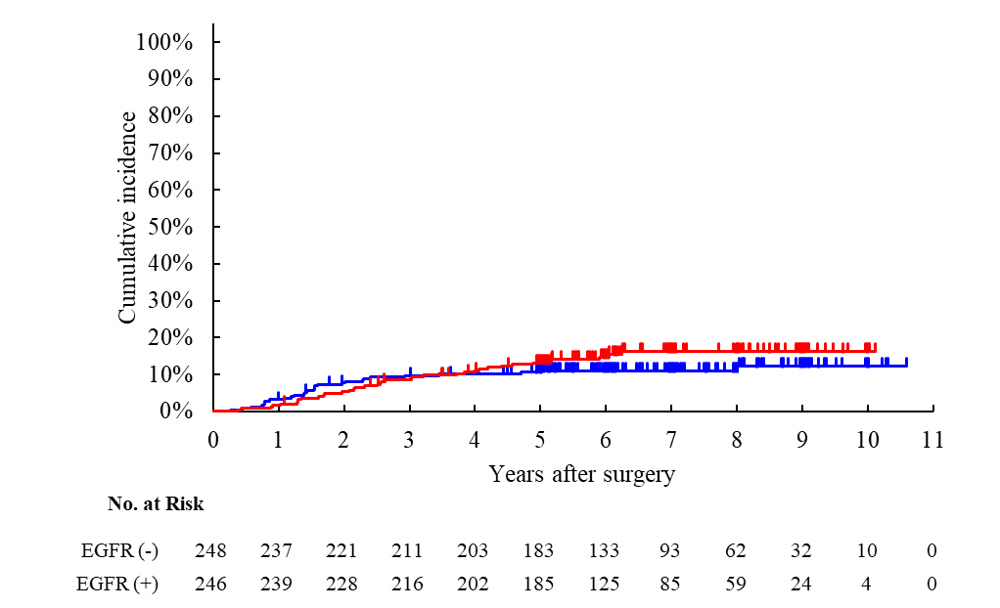 100%
90%
80%
70%
60%
50%
40%
30%
20%
10%
0%
Cumulative incidence
0 1 2 3 4 5 6 7 8 9 10 11
Years after surgery
No. at Risk
EGFR (-) 248 237 221 211 203 183 133 93 62 32 10 0
EGFR (+) 246 239 228 216 202 185 125 85 59 24 4 0